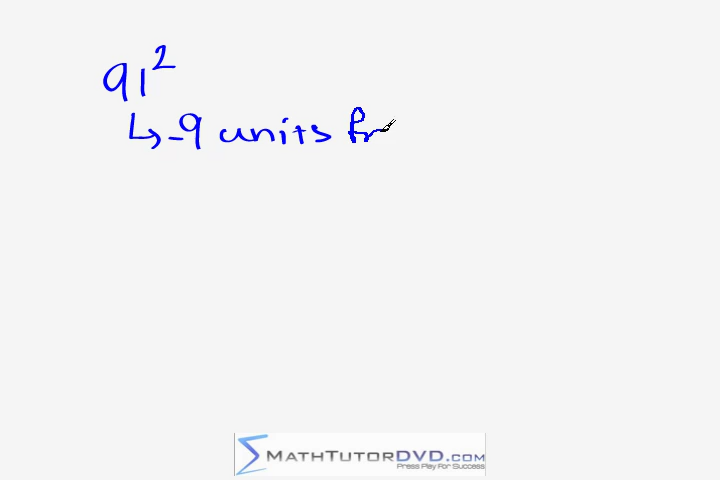 91²
↳ -9 units fr
MATHTUTORDVD.COM
Press Play For Success